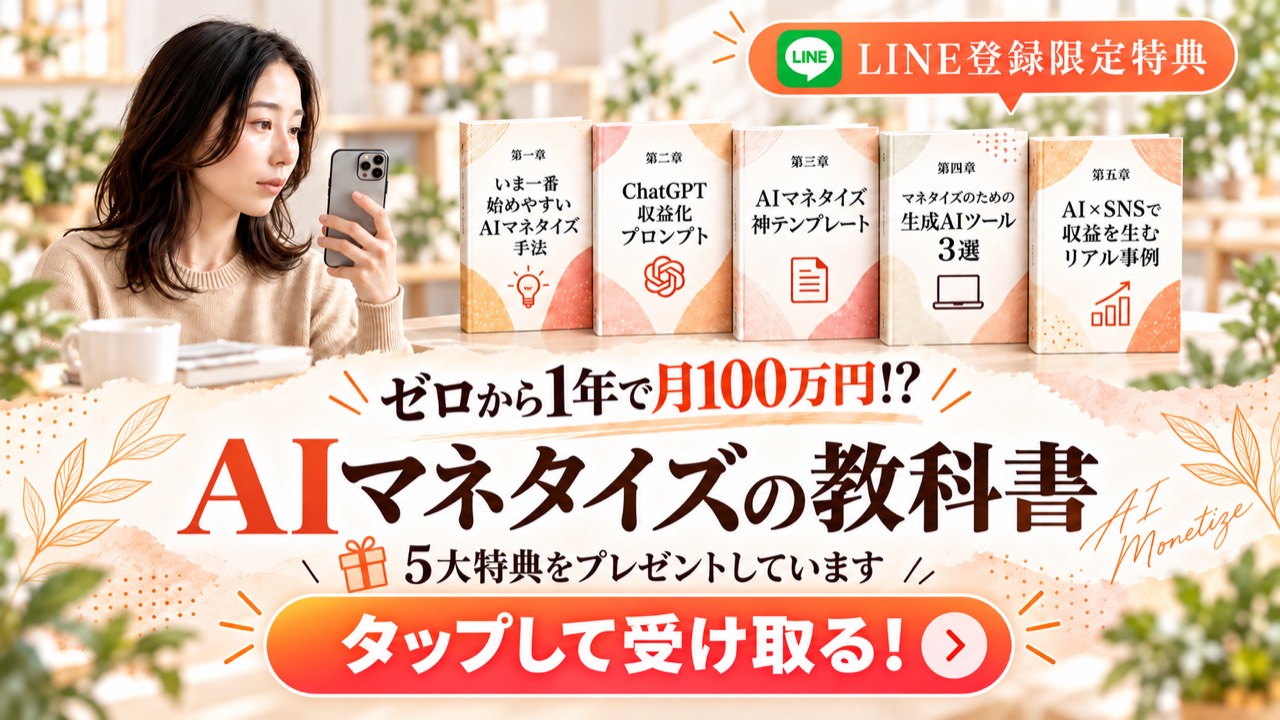 LINE
LINE登録限定特典
第一章
いま一番
始めやすい
AIマネタイズ
手法
第二章
ChatGPT
収益化
プロンプト
第三章
AIマネタイズ
神テンプレート
第四章
マネタイズのための
生成AIツール
3選
第五章
AI×SNSで
収益を生む
リアル事例
ゼロから1年で月100万円!?
AIマネタイズの教科書
AI
Monetize
5大特典をプレゼントしています
タップして受け取る!